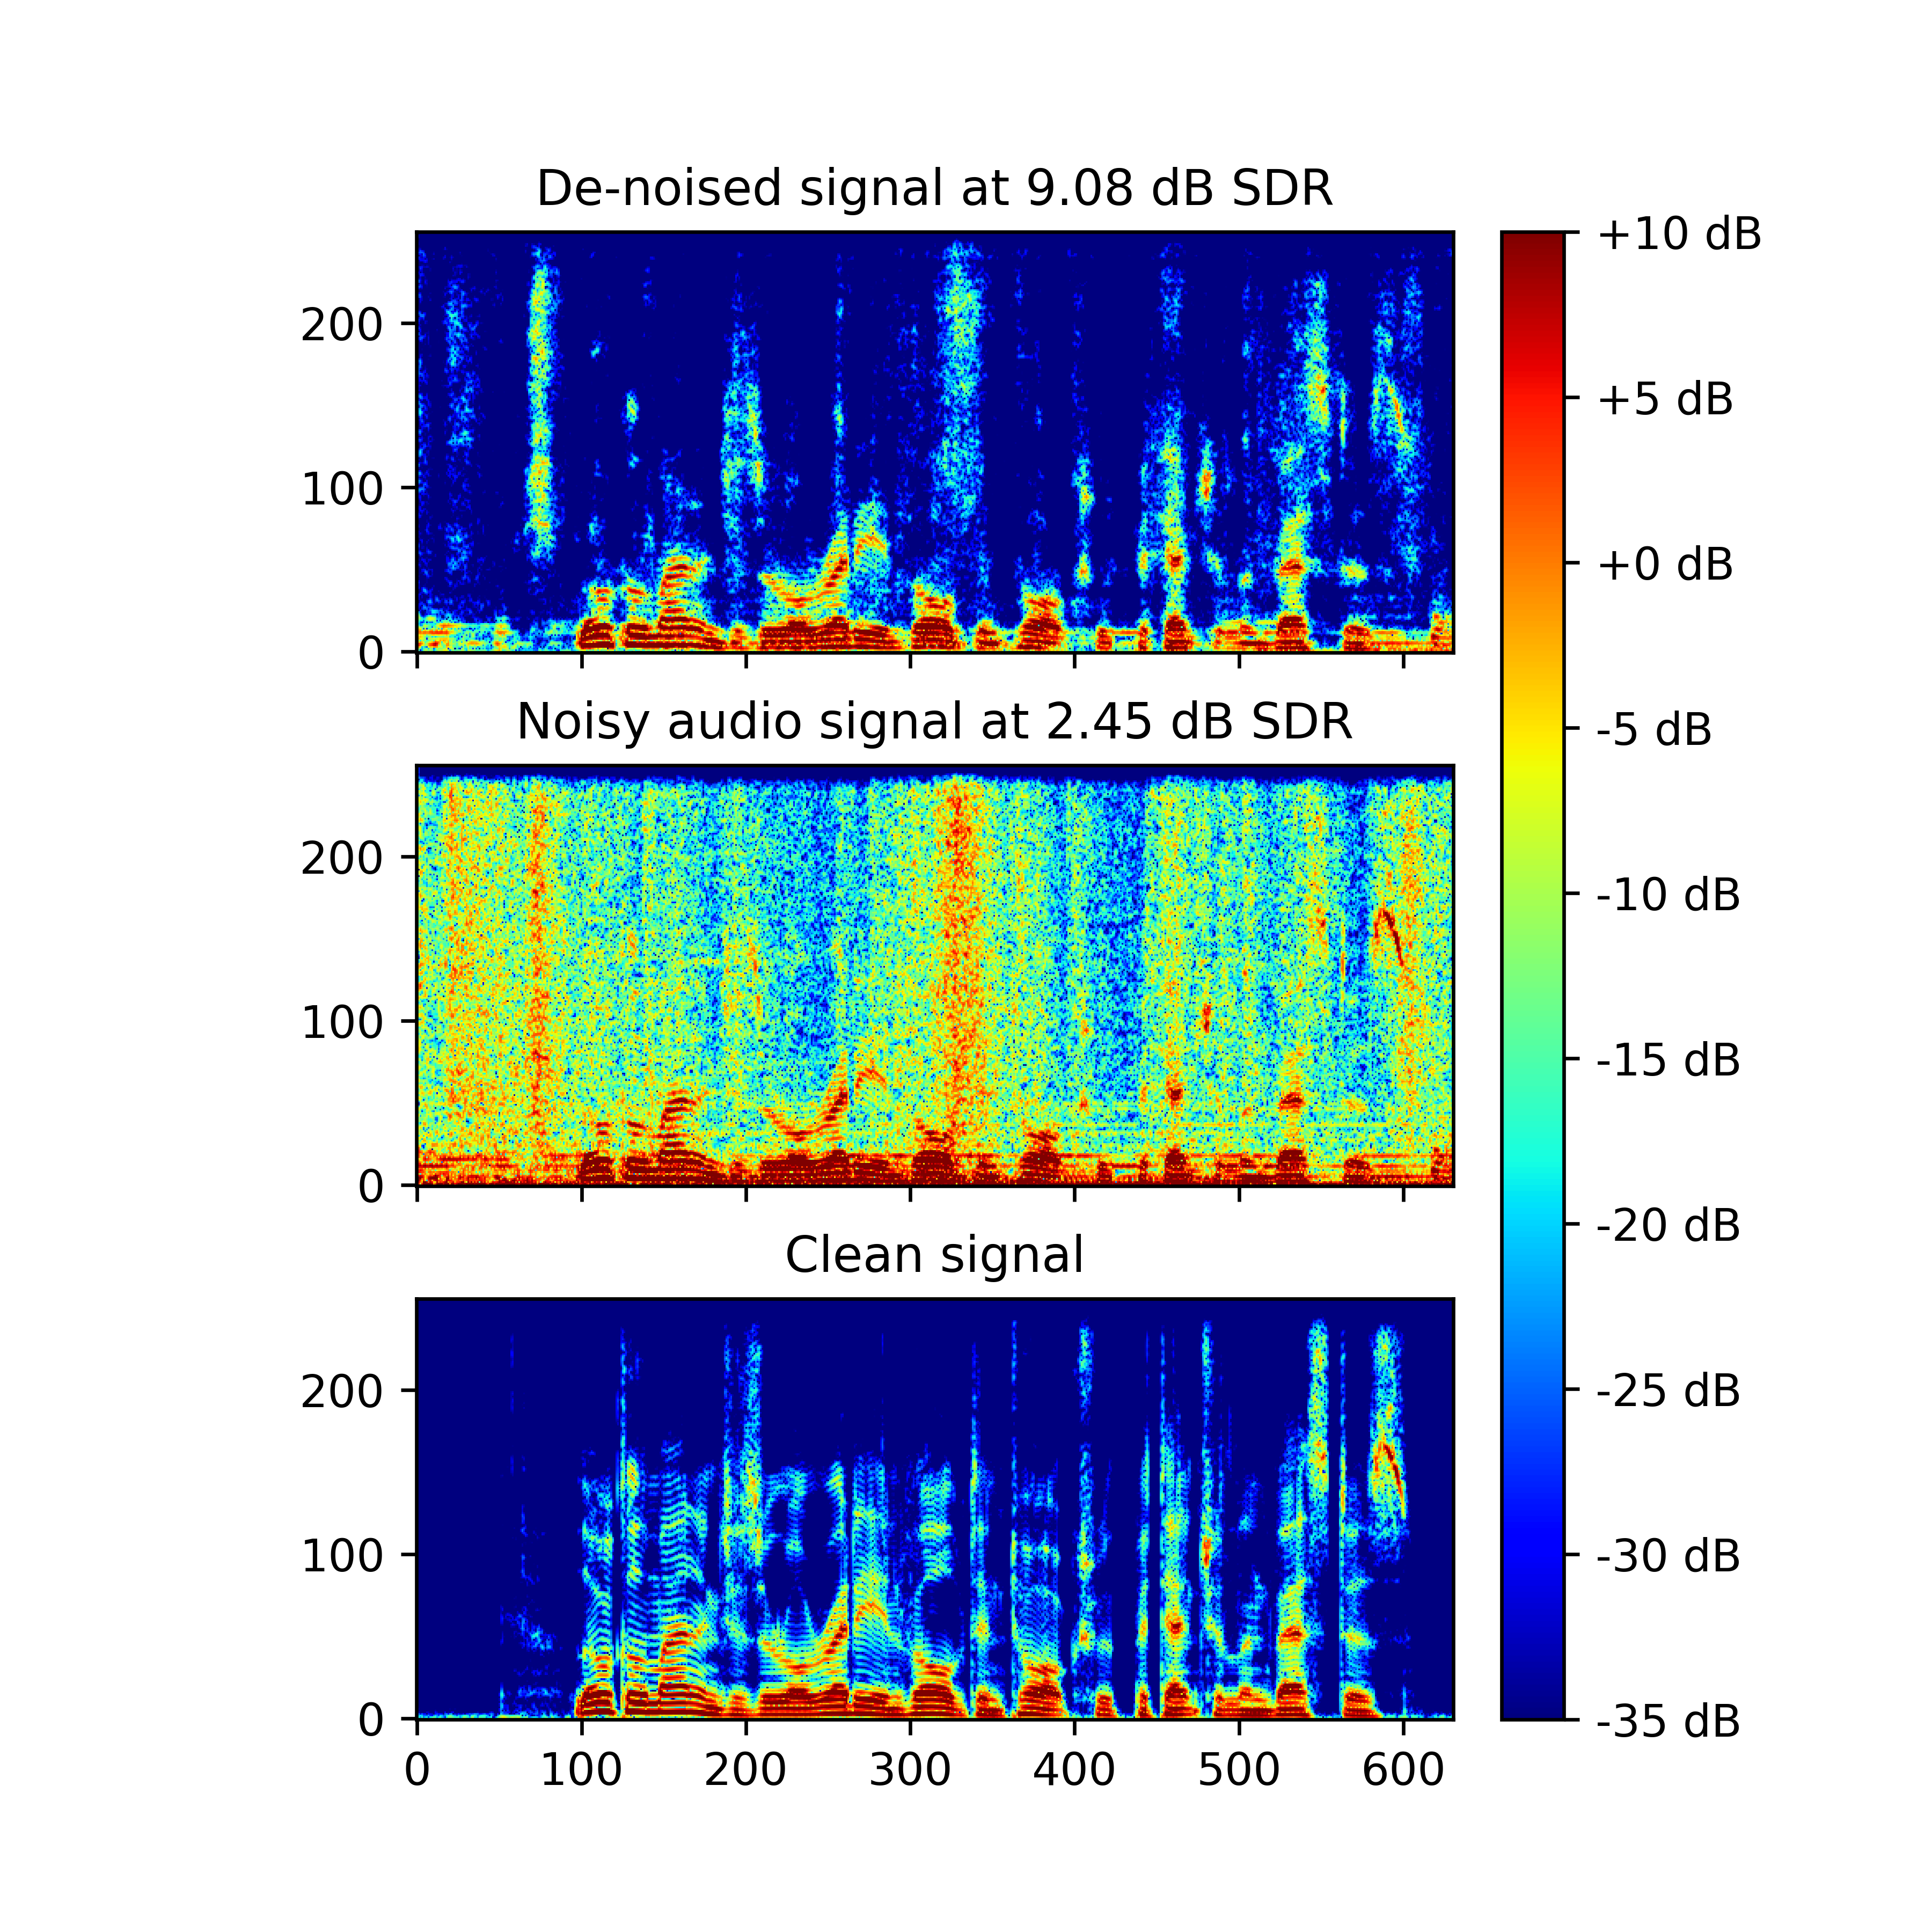 De-noised signal at 9.08 dB SDR
200
100
0
Noisy audio signal at 2.45 dB SDR
200
100
0
Clean signal
200
100
0
0 100 200 300 400 500 600
+10 dB
+5 dB
+0 dB
-5 dB
-10 dB
-15 dB
-20 dB
-25 dB
-30 dB
-35 dB